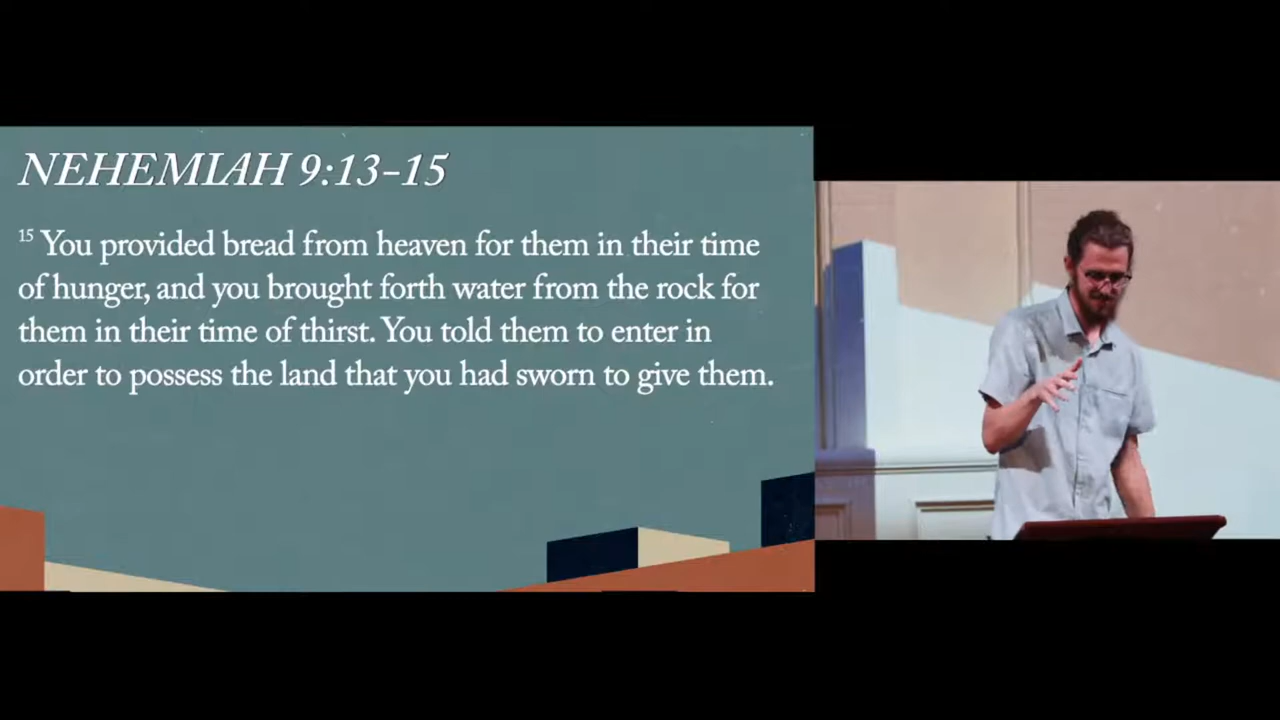 NEHEMIAH 9:13-15
15 You provided bread from heaven for them in their time
of hunger, and you brought forth water from the rock for
them in their time of thirst. You told them to enter in
order to possess the land that you had sworn to give them.